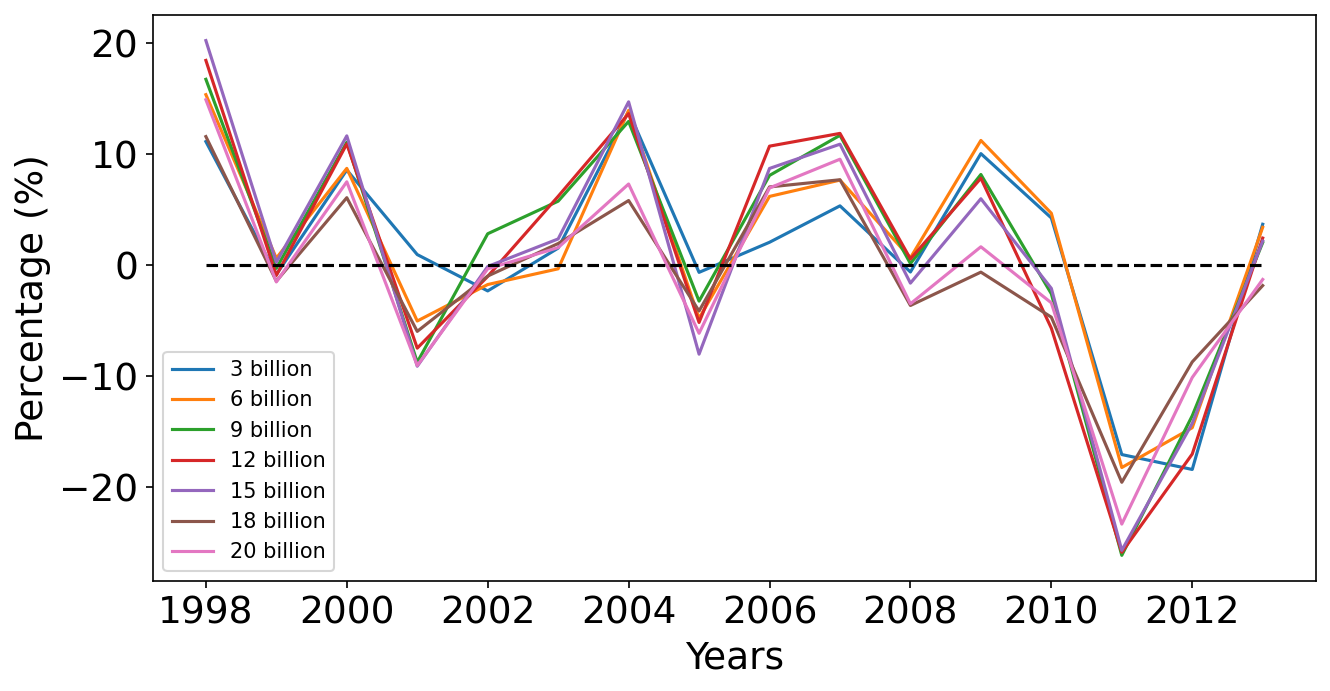 20
10
0
−10
−20
Percentage (%)
3 billion
6 billion
9 billion
12 billion
15 billion
18 billion
20 billion
1998 2000 2002 2004 2006 2008 2010 2012
Years